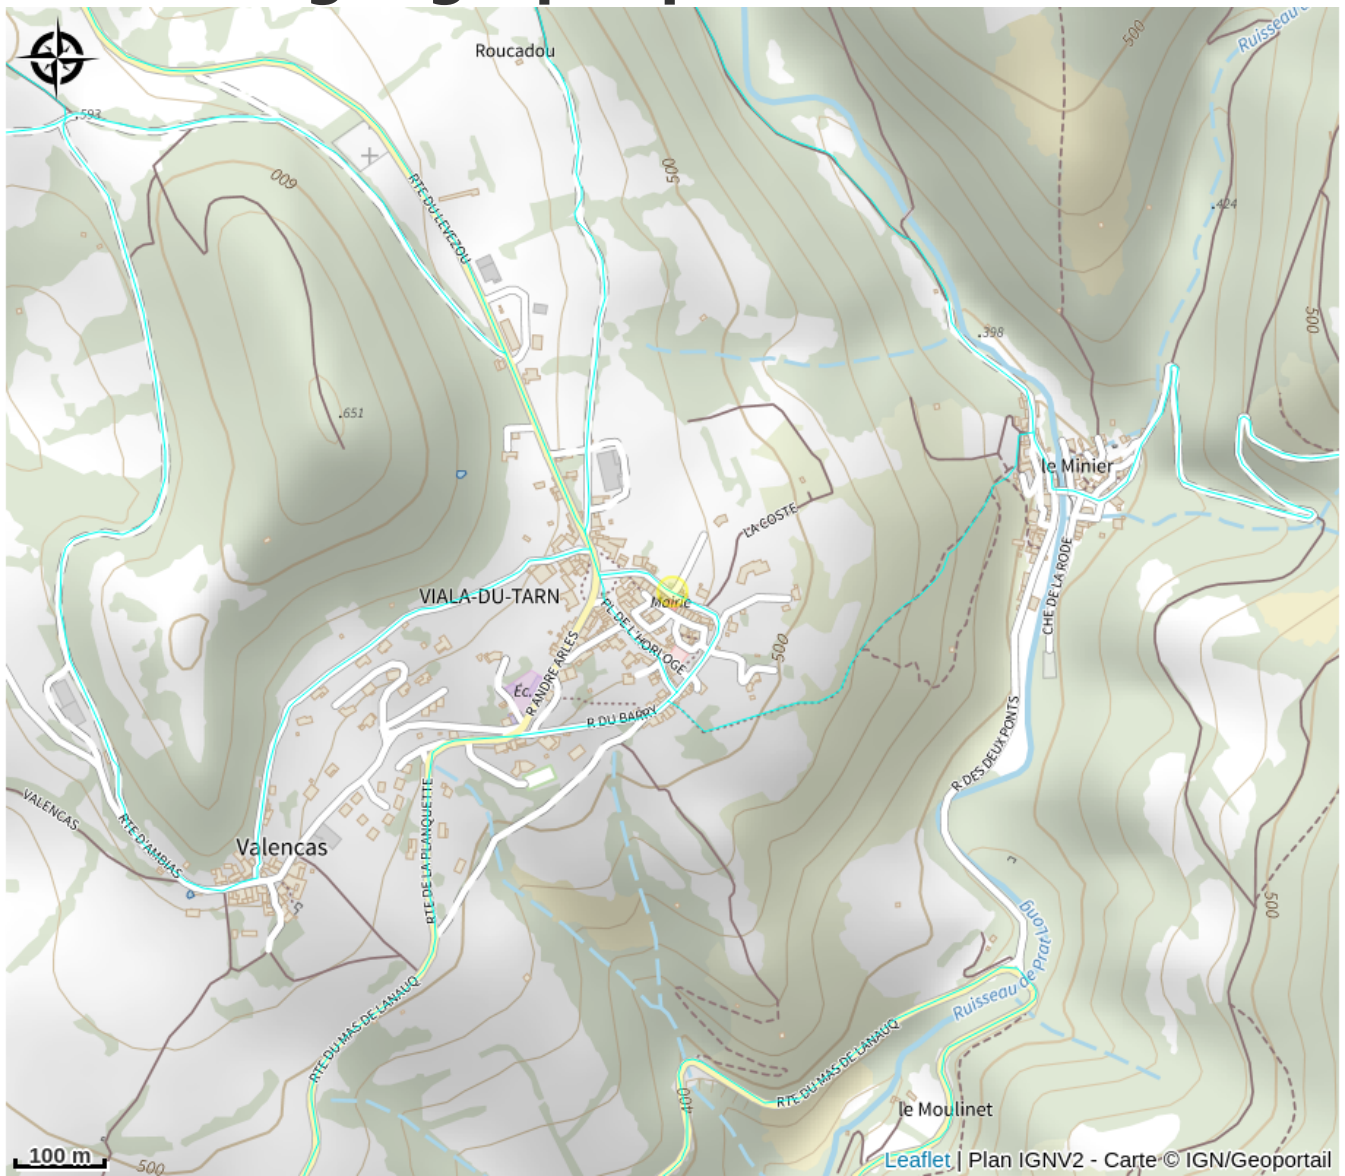 Roucadou
500
Ruisseau
593
600
500
RTE DU LEVEZOU
424
398
500
651
le Minier
LA COSTE
VIALA-DU-TARN
Mairie
PL DE L'HORLOGE
CHE DE LA RODE
500
R ANDRE ARLES
Éc.
R DU BARRY
R DES DEUX PONTS
VALENCAS
RTE D'AMBIAS
Valencas
RTE DE LA PLANQUETTE
500
Ruisseau de Prat Long
RTE DU MAS DE LANAUQ
RTE DU MAS DE LANAUQ
400
le Moulinet
100 m
500
Leaflet | Plan IGNV2 - Carte © IGN/Geoportail